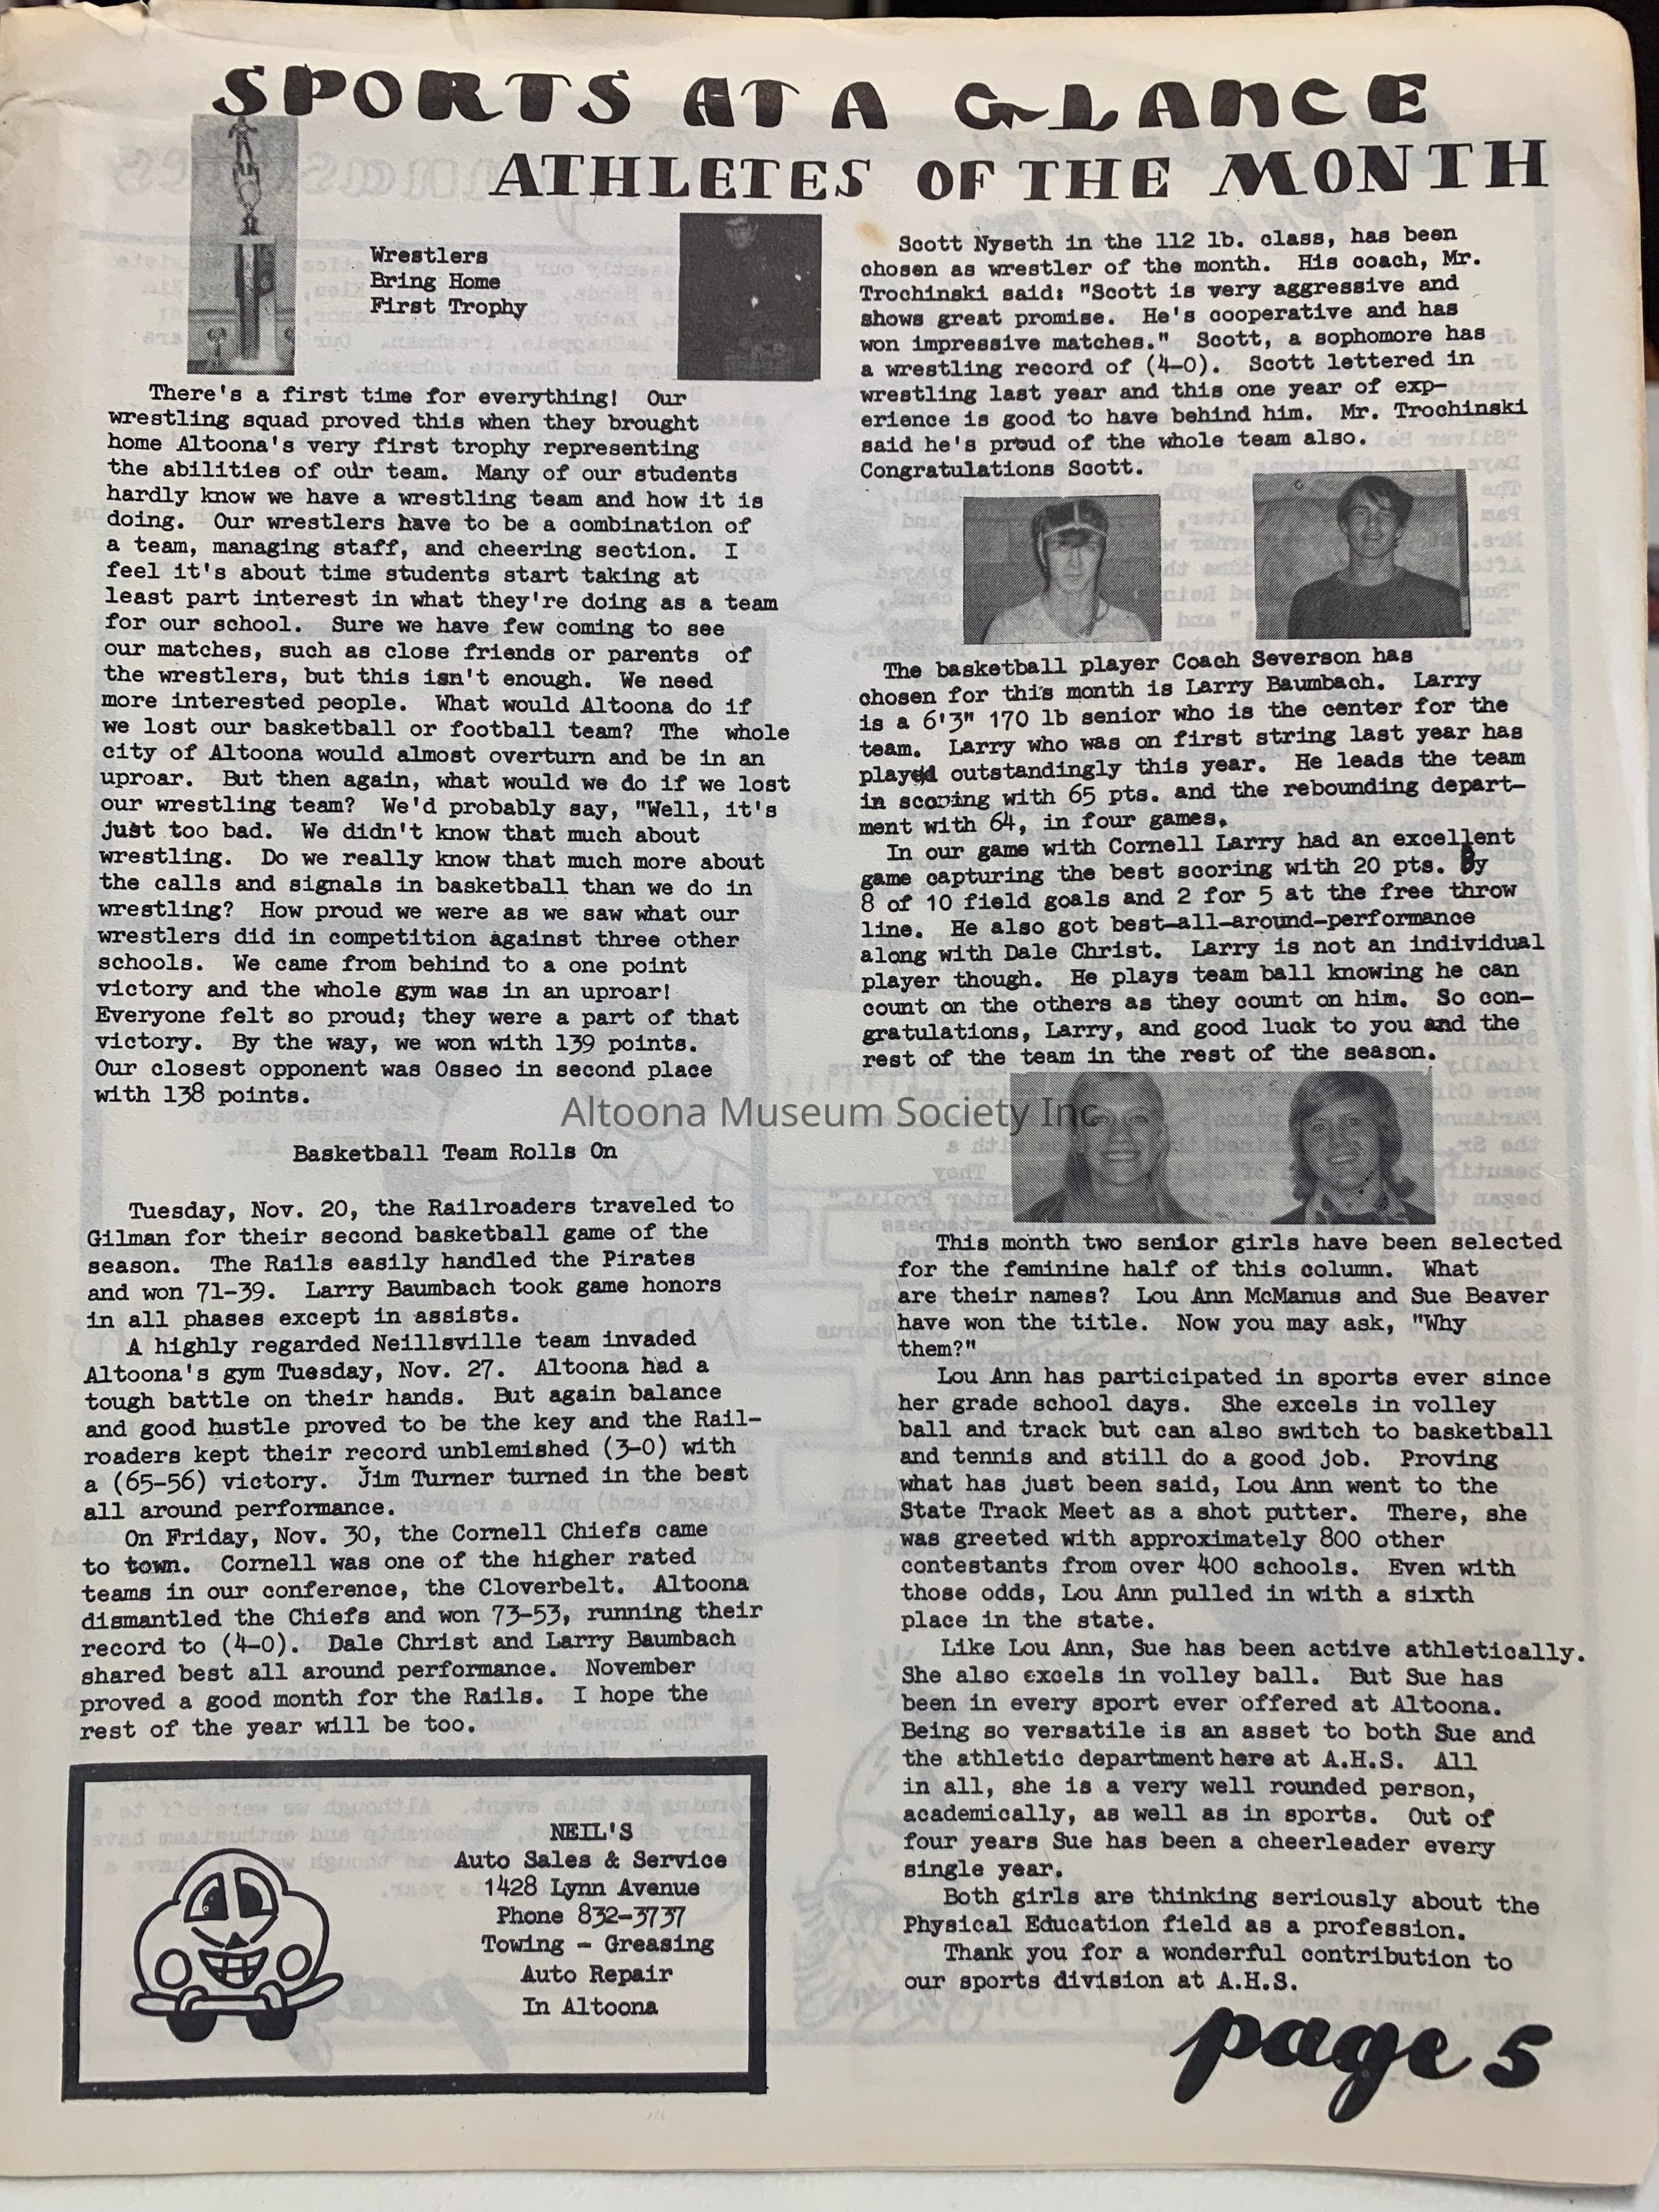 SPORTS AT A GLANCE
ATHLETES OF THE MONTH
Wrestlers
Bring Home
First Trophy
There's a first time for everything! Our
wrestling squad proved this when they brought
home Altoona's very first trophy representing
the abilities of our team. Many of our students
hardly know we have a wrestling team and how it is
doing. Our wrestlers have to be a combination of
a team, managing staff, and cheering section. I
feel it's about time students start taking at
least part interest in what they're doing as a team
for our school. Sure we have few coming to see
our matches, such as close friends or parents of
the wrestlers, but this isn't enough. We need
more interested people. What would Altoona do if
we lost our basketball or football team? The whole
city of Altoona would almost overturn and be in an
uproar. But then again, what would we do if we lost
our wrestling team? We'd probably say, "Well, it's
just too bad. We didn't know that much about
wrestling. Do we really know that much more about
the calls and signals in basketball than we do in
wrestling? How proud we were as we saw what our
wrestlers did in competition against three other
schools. We came from behind to a one point
victory and the whole gym was in an uproar!
Everyone felt so proud; they were a part of that
victory. By the way, we won with 139 points.
Our closest opponent was Osseo in second place
with 138 points.
Basketball Team Rolls On
Tuesday, Nov. 20, the Railroaders traveled to
Gilman for their second basketball game of the
season. The Rails easily handled the Pirates
and won 71-39. Larry Baumbach took game honors
in all phases except in assists.
A highly regarded Neillsville team invaded
Altoona's gym Tuesday, Nov. 27. Altoona had a
tough battle on their hands. But again balance
and good hustle proved to be the key and the Rail-
roaders kept their record unblemished (3-0) with
a (65-56) victory. Jim Turner turned in the best
all around performance.
On Friday, Nov. 30, the Cornell Chiefs came
to town. Cornell was one of the higher rated
teams in our conference, the Cloverbelt. Altoona
dismantled the Chiefs and won 73-53, running their
record to (4-0). Dale Christ and Larry Baumbach
shared best all around performance. November
proved a good month for the Rails. I hope the
rest of the year will be too.
NEIL'S
Auto Sales & Service
1428 Lynn Avenue
Phone 832-3737
Towing - Greasing
Auto Repair
In Altoona
Scott Nyseth in the 112 lb. class, has been
chosen as wrestler of the month. His coach, Mr.
Trochinski said: "Scott is very aggressive and
shows great promise. He's cooperative and has
won impressive matches." Scott, a sophomore has
a wrestling record of (4-0). Scott lettered in
wrestling last year and this one year of exp-
erience is good to have behind him. Mr. Trochinski
said he's proud of the whole team also.
Congratulations Scott.
The basketball player Coach Severson has
chosen for this month is Larry Baumbach. Larry
is a 6'3" 170 lb senior who is the center for the
team. Larry who was on first string last year has
played outstandingly this year. He leads the team
in scoring with 65 pts. and the rebounding depart-
ment with 64, in four games.
In our game with Cornell Larry had an excellent
game capturing the best scoring with 20 pts. By
8 of 10 field goals and 2 for 5 at the free throw
line. He also got best-all-around-performance
along with Dale Christ. Larry is not an individual
player though. He plays team ball knowing he can
count on the others as they count on him. So con-
gratulations, Larry, and good luck to you and the
rest of the team in the rest of the season.
Altoona Museum Society Inc
This month two senior girls have been selected
for the feminine half of this column. What
are their names? Lou Ann McManus and Sue Beaver
have won the title. Now you may ask, "Why
them?"
Lou Ann has participated in sports ever since
her grade school days. She excels in volley
ball and track but can also switch to basketball
and tennis and still do a good job. Proving
what has just been said, Lou Ann went to the
State Track Meet as a shot putter. There, she
was greeted with approximately 800 other
contestants from over 400 schools. Even with
those odds, Lou Ann pulled in with a sixth
place in the state.
Like Lou Ann, Sue has been active athletically.
She also excels in volley ball. But Sue has
been in every sport ever offered at Altoona.
Being so versatile is an asset to both Sue and
the athletic department here at A.H.S. All
in all, she is a very well rounded person,
academically, as well as in sports. Out of
four years Sue has been a cheerleader every
single year.
Both girls are thinking seriously about the
Physical Education field as a profession.
Thank you for a wonderful contribution to
our sports division at A.H.S.
page 5